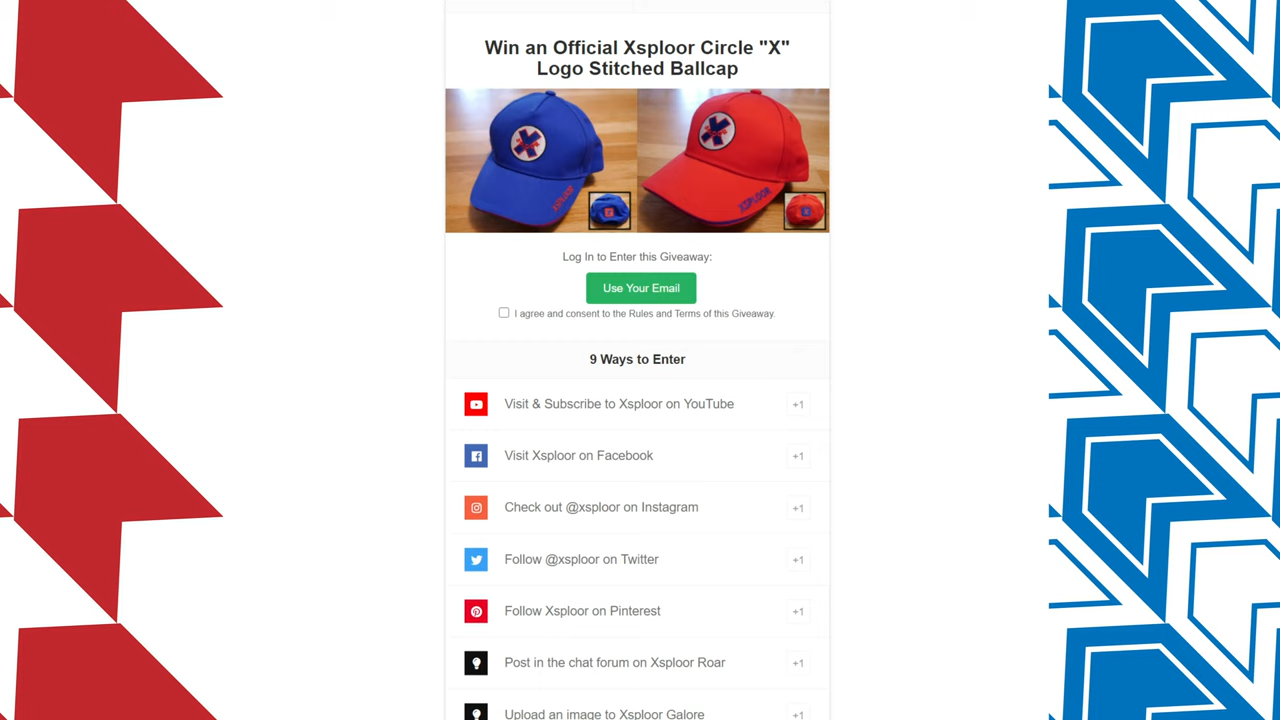 Win an Official Xsploor Circle "X"
Logo Stitched Ballcap
XSPLOOR
XSPLOOR
Log In to Enter this Giveaway:
Use Your Email
I agree and consent to the Rules and Terms of this Giveaway.
9 Ways to Enter
Visit & Subscribe to Xsploor on YouTube +1
Visit Xsploor on Facebook +1
Check out @xsploor on Instagram +1
Follow @xsploor on Twitter +1
Follow Xsploor on Pinterest +1
Post in the chat forum on Xsploor Roar +1
Upload an image to Xsploor Galore +1